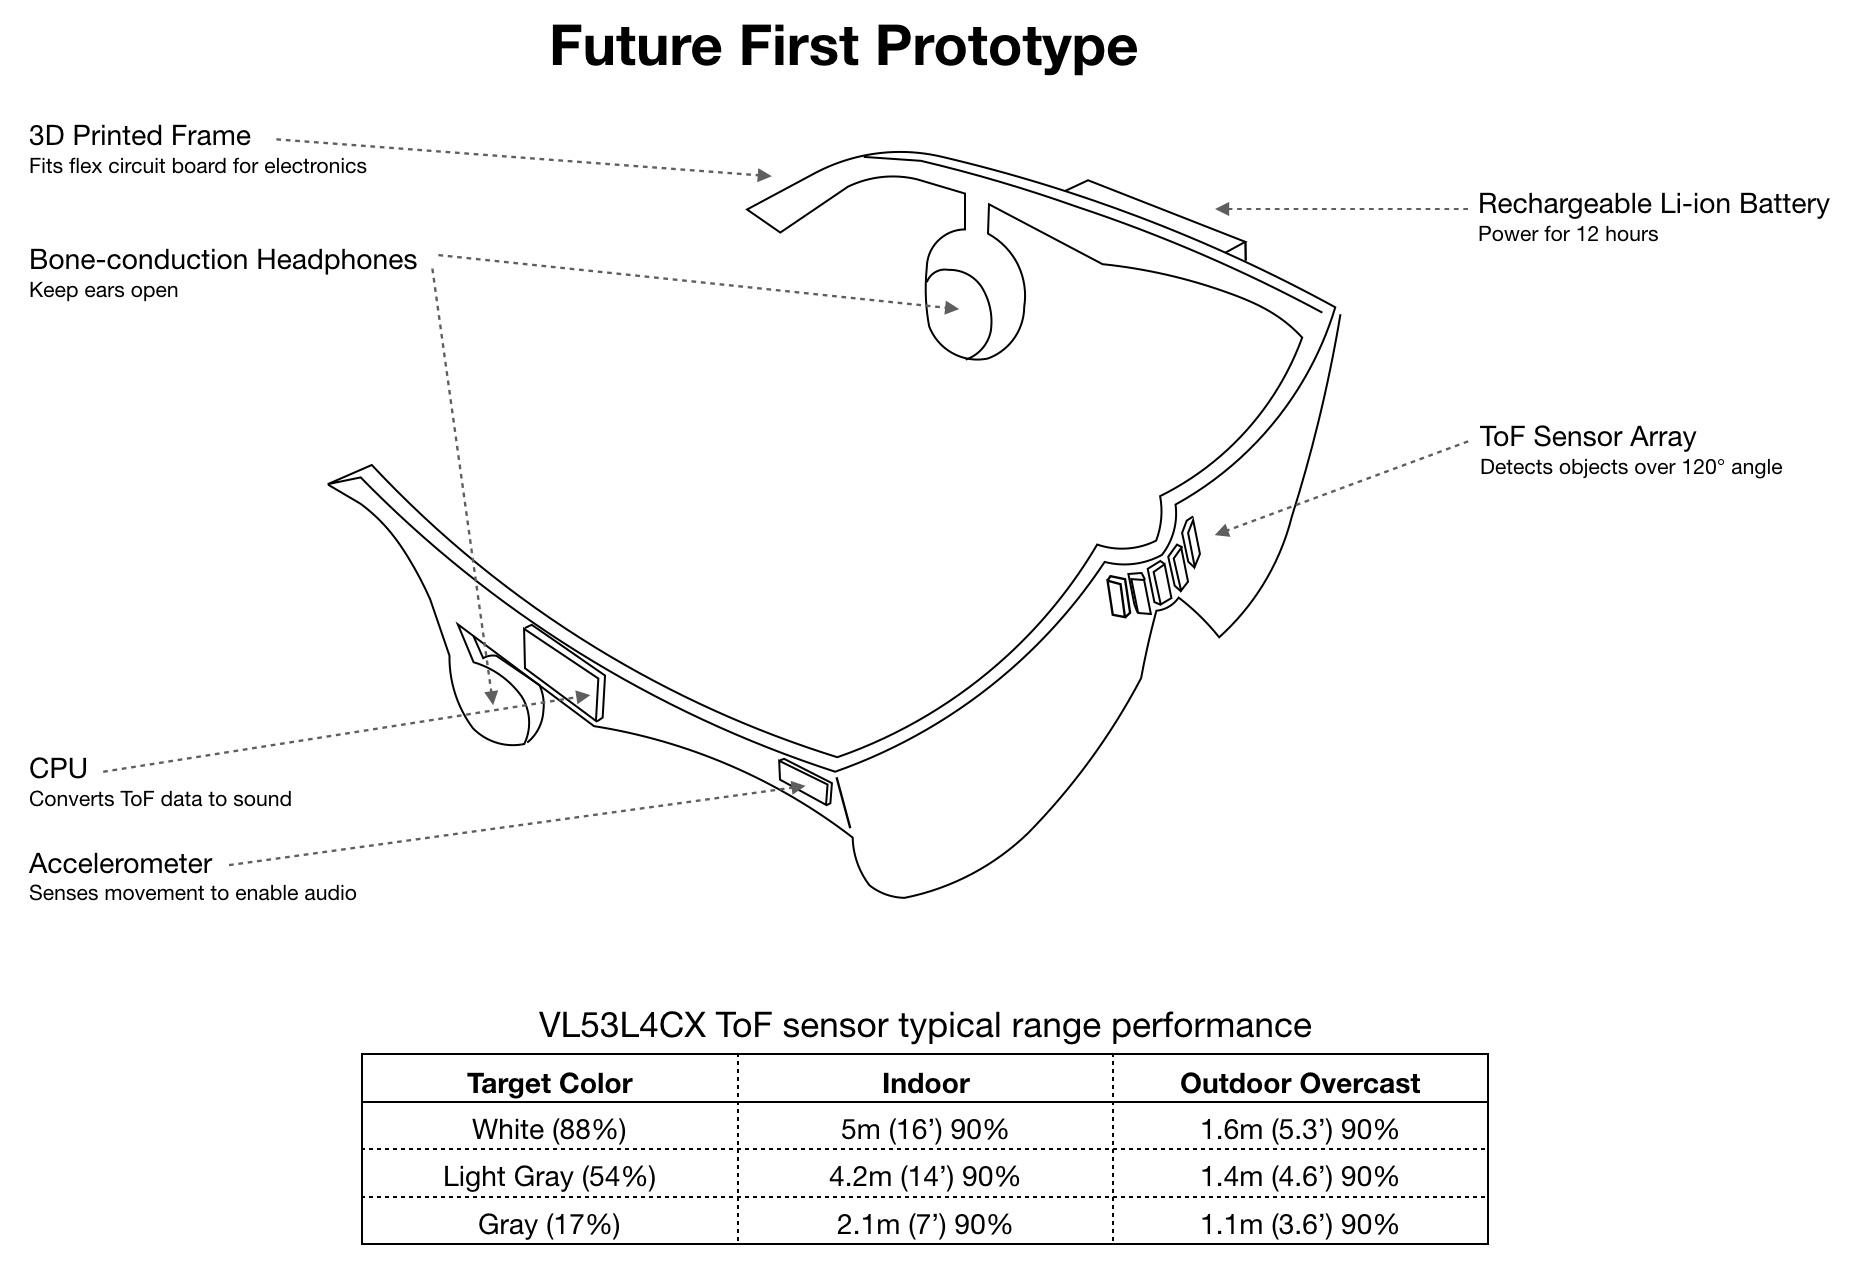 Future First Prototype
3D Printed Frame
Fits flex circuit board for electronics
Rechargeable Li-ion Battery
Power for 12 hours
Bone-conduction Headphones
Keep ears open
ToF Sensor Array
Detects objects over 120° angle
CPU
Converts ToF data to sound
Accelerometer
Senses movement to enable audio
VL53L4CX ToF sensor typical range performance
Target Color Indoor Outdoor Overcast
White (88%) 5m (16’) 90% 1.6m (5.3’) 90%
Light Gray (54%) 4.2m (14’) 90% 1.4m (4.6’) 90%
Gray (17%) 2.1m (7’) 90% 1.1m (3.6’) 90%